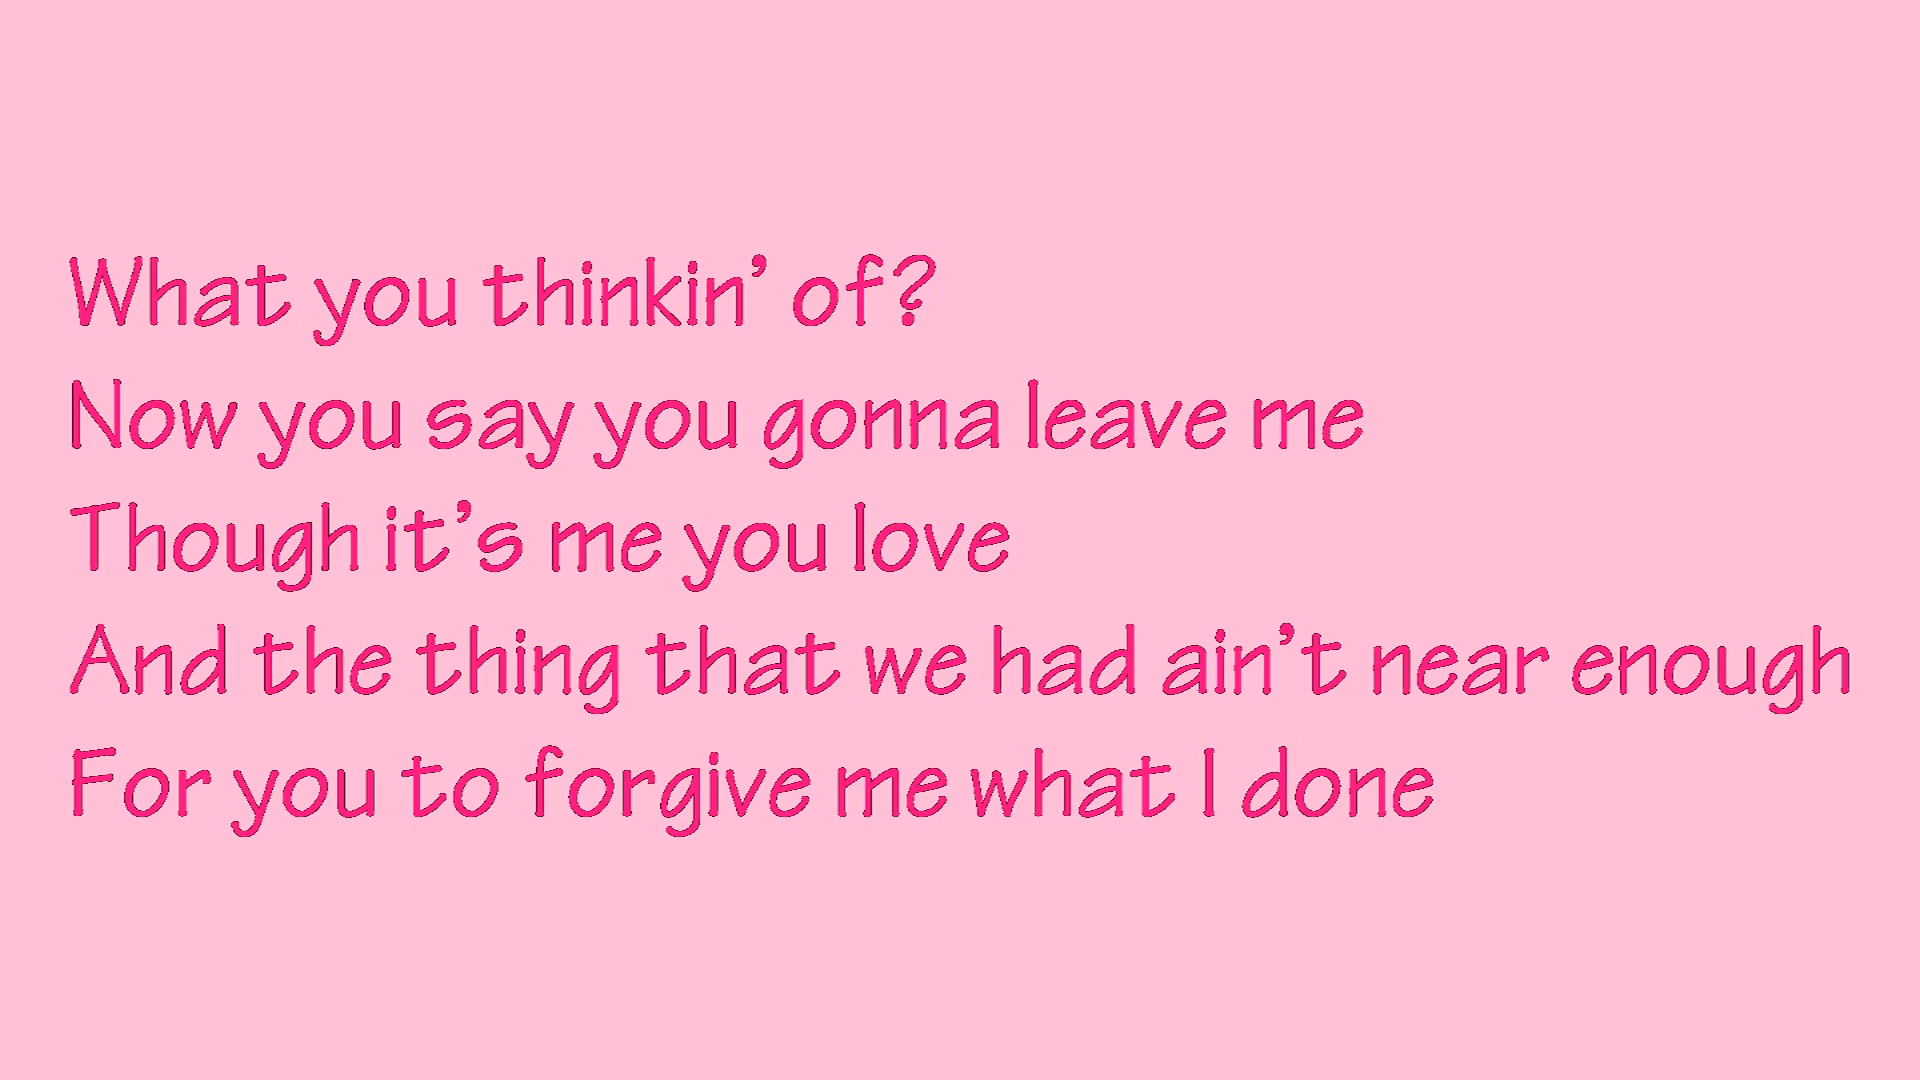 What you thinkin’ of?
Now you say you gonna leave me
Though it’s me you love
And the thing that we had ain’t near enough
For you to forgive me what I done